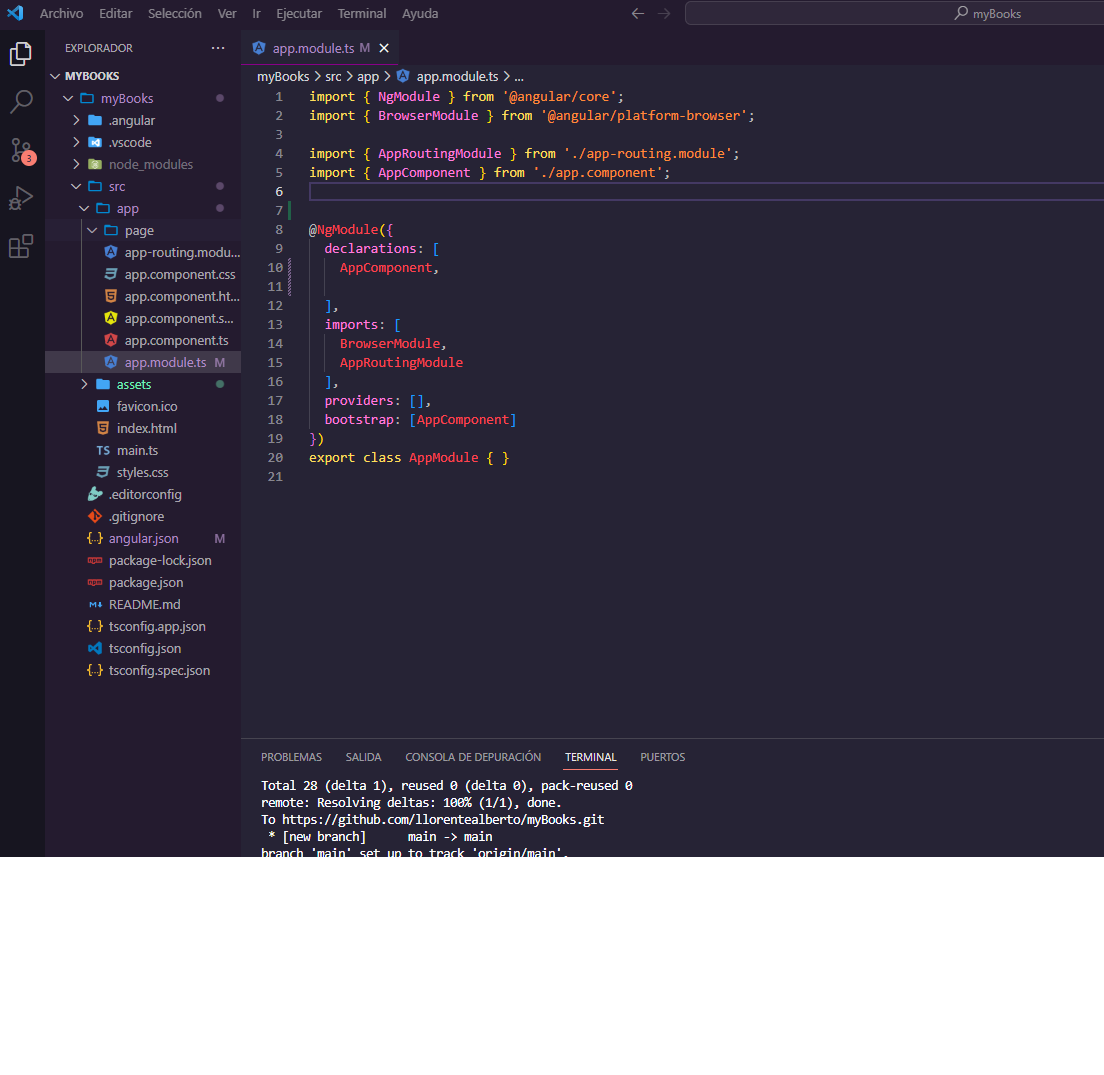 Archivo Editar Selección Ver Ir Ejecutar Terminal Ayuda
myBooks
EXPLORADOR ...
app.module.ts M
MYBOOKS
myBooks
.angular
.vscode
node_modules
src
app
page
app-routing.modu...
app.component.css
app.component.ht...
app.component.s...
app.component.ts
app.module.ts M
assets
favicon.ico
index.html
TS main.ts
styles.css
.editorconfig
.gitignore
angular.json M
package-lock.json
package.json
README.md
tsconfig.app.json
tsconfig.json
tsconfig.spec.json
3
myBooks > src > app > app.module.ts > ...
1 import { NgModule } from '@angular/core';
2 import { BrowserModule } from '@angular/platform-browser';
3
4 import { AppRoutingModule } from './app-routing.module';
5 import { AppComponent } from './app.component';
6
7
8 @NgModule({
9 declarations: [
10 AppComponent,
11
12 ],
13 imports: [
14 BrowserModule,
15 AppRoutingModule
16 ],
17 providers: [],
18 bootstrap: [AppComponent]
19 })
20 export class AppModule { }
21
PROBLEMAS SALIDA CONSOLA DE DEPURACIÓN TERMINAL PUERTOS
Total 28 (delta 1), reused 0 (delta 0), pack-reused 0
remote: Resolving deltas: 100% (1/1), done.
To https://github.com/llorentealberto/myBooks.git
* [new branch] main -> main
branch 'main' set up to track 'origin/main'.